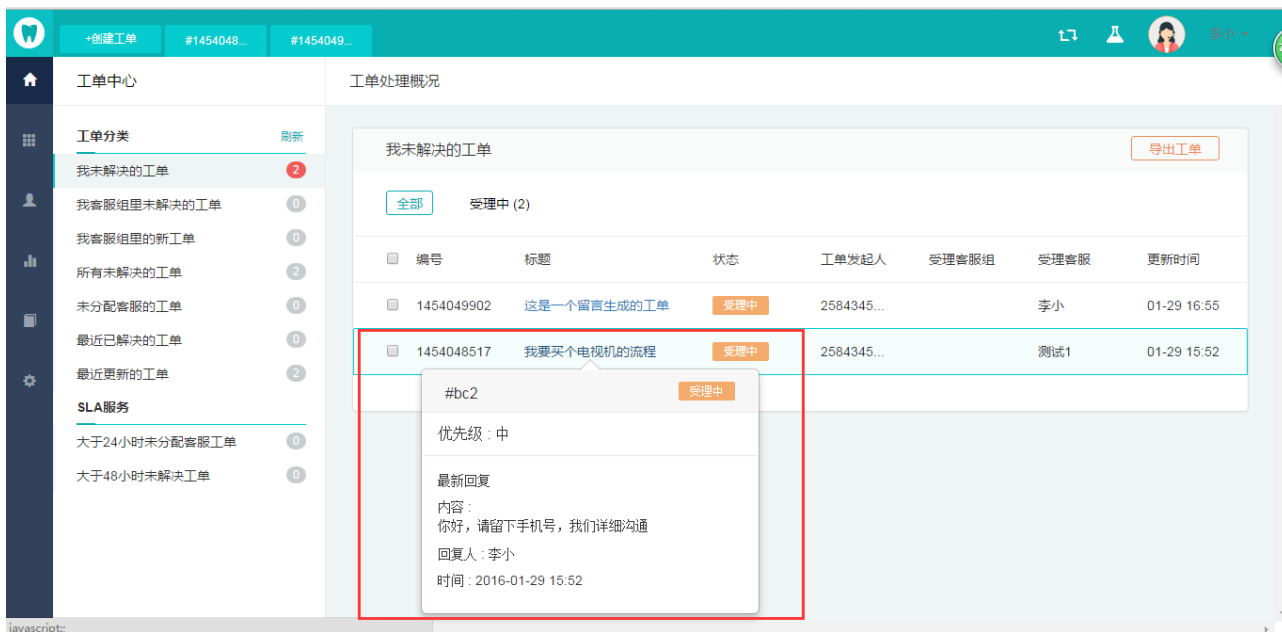 +创建工单
#1454048...
#1454049...
李小
工单中心
工单处理概况
工单分类
刷新
我未解决的工单
2
我客服组里未解决的工单
0
我客服组里的新工单
0
所有未解决的工单
2
未分配客服的工单
0
最近已解决的工单
0
最近更新的工单
2
SLA服务
大于24小时未分配客服工单
0
大于48小时未解决工单
0
我未解决的工单
导出工单
全部
受理中 (2)
编号 标题 状态 工单发起人 受理客服组 受理客服 更新时间
1454049902 这是一个留言生成的工单 受理中 2584345... 李小 01-29 16:55
1454048517 我要买个电视机的流程 受理中 2584345... 测试1 01-29 15:52
#bc2
受理中
优先级 : 中
最新回复
内容 :
你好，请留下手机号，我们详细沟通
回复人 : 李小
时间 : 2016-01-29 15:52
javascript:;